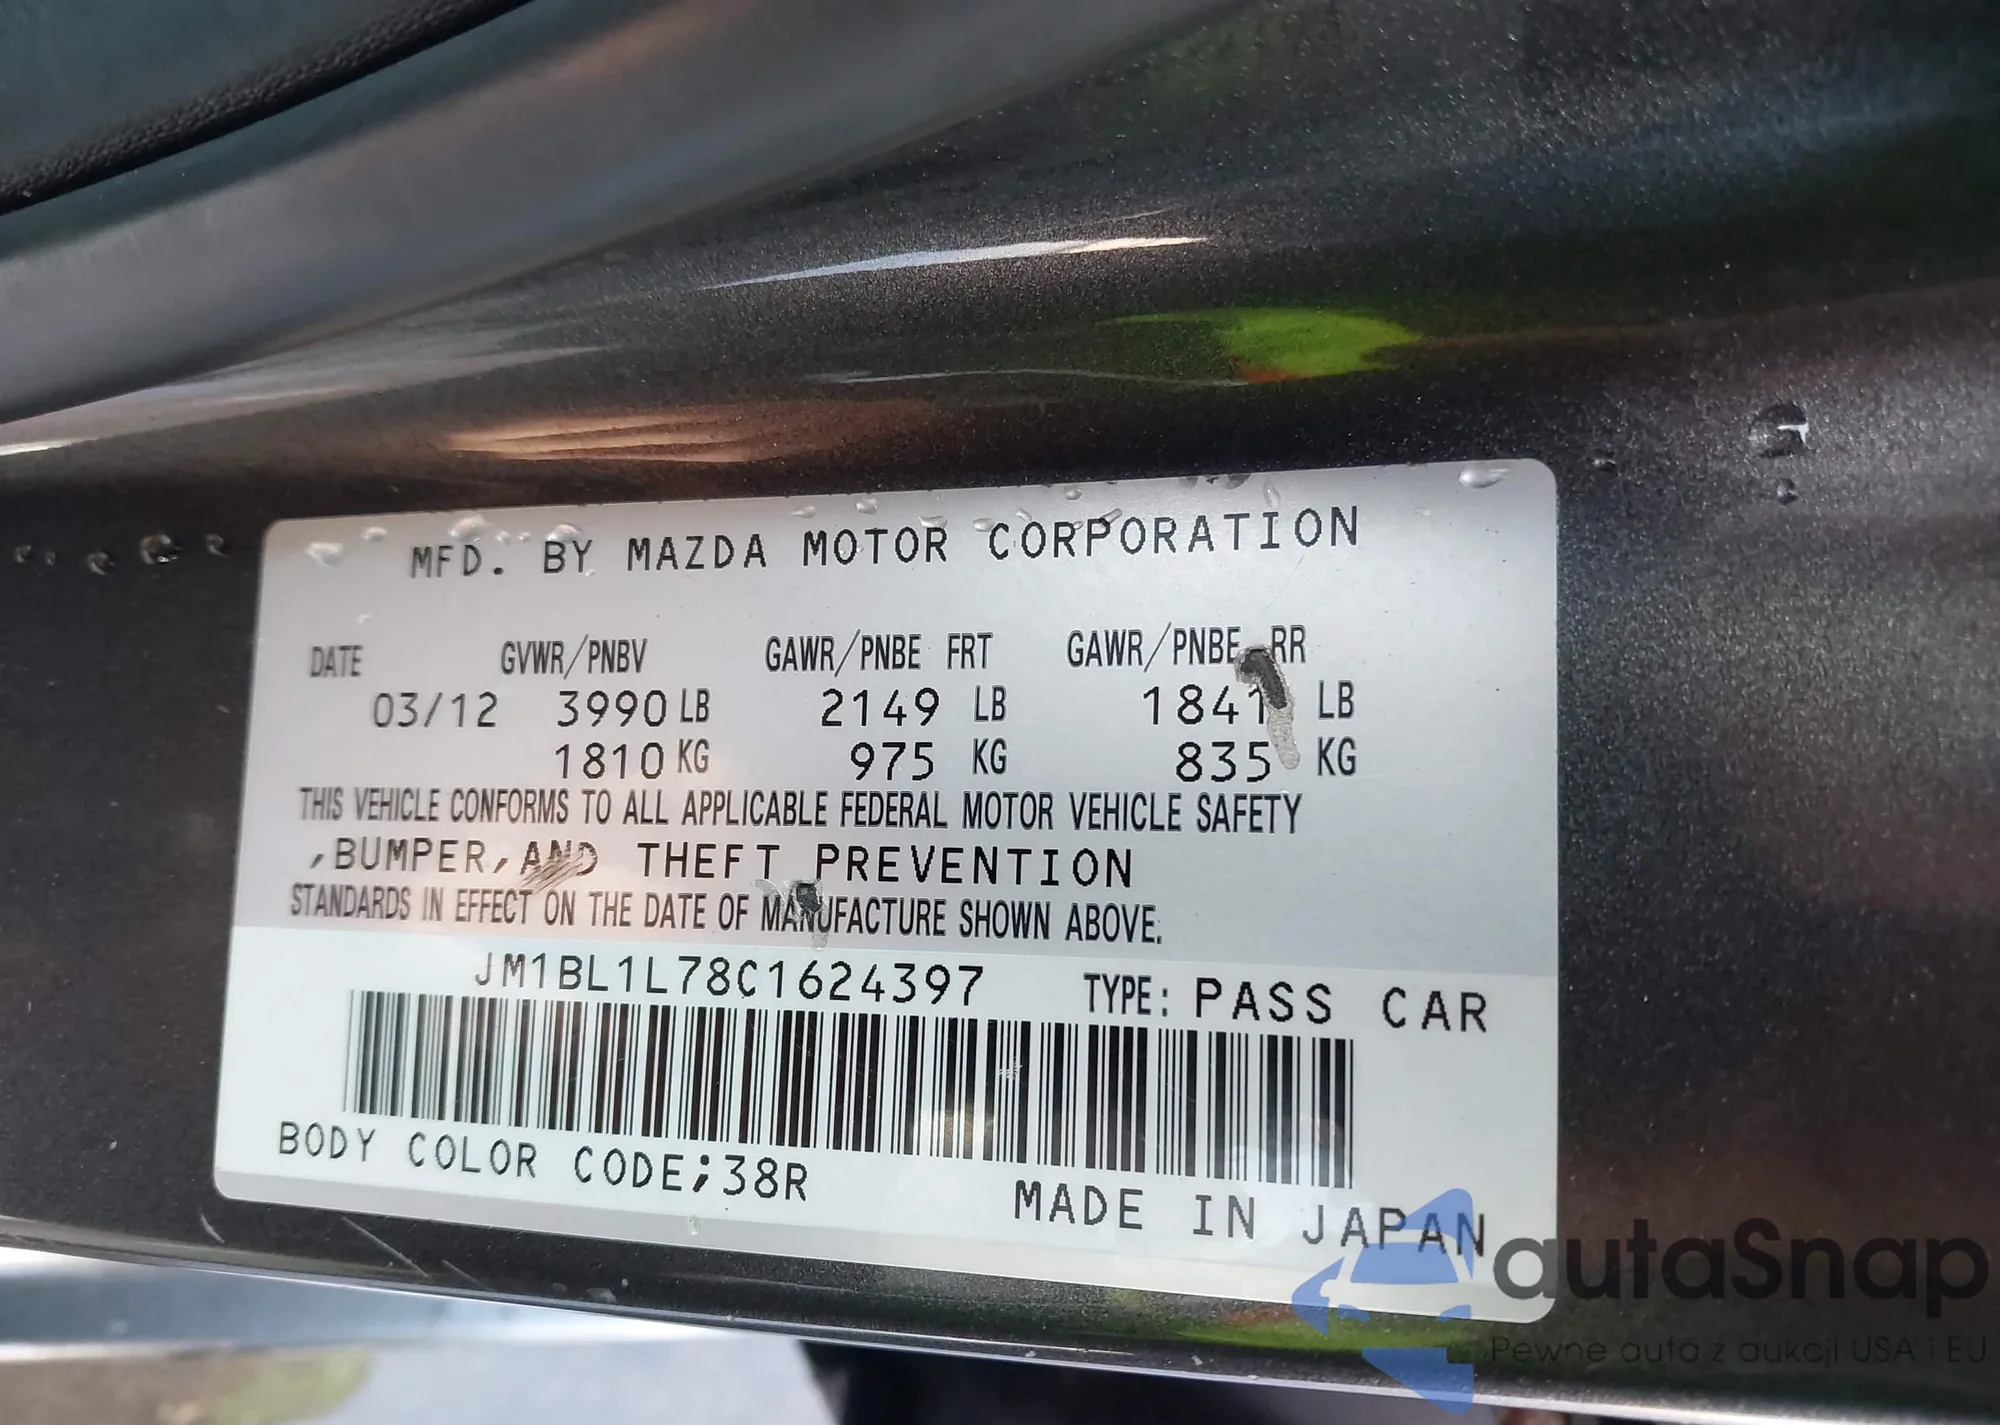 MFD. BY MAZDA MOTOR CORPORATION
DATE GVWR/PNBV GAWR/PNBE FRT GAWR/PNBE RR
03/12 3990 LB 2149 LB 1841 LB
1810 KG 975 KG 835 KG
THIS VEHICLE CONFORMS TO ALL APPLICABLE FEDERAL MOTOR VEHICLE SAFETY
,BUMPER,AND THEFT PREVENTION
STANDARDS IN EFFECT ON THE DATE OF MANUFACTURE SHOWN ABOVE.
JM1BL1L78C1624397 TYPE: PASS CAR
BODY COLOR CODE;38R
MADE IN JAPAN
autaSnap
Pewne auta z aukcji USA i EU